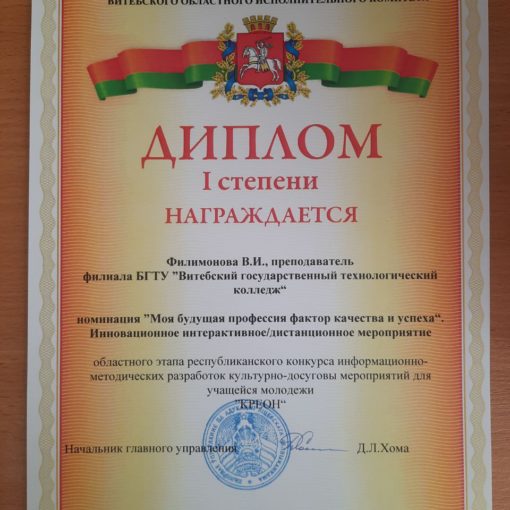 ВИТЕБСКОГО ОБЛАСТНОГО ИСПОЛНИТЕЛЬНОГО КОМИТЕТА
ДИПЛОМ
I степени
НАГРАЖДАЕТСЯ
Филимонова В.И., преподаватель
филиала БГТУ "Витебский государственный технологический
колледж“
номинация "Моя будущая профессия фактор качества и успеха“.
Инновационное интерактивное/дистанционное мероприятие
областного этапа республиканского конкурса информационно-
методических разработок культурно-досуговы мероприятий для
учащейся молодежи
"КРЕОН“
Начальник главного управления
Д.Л.Хома